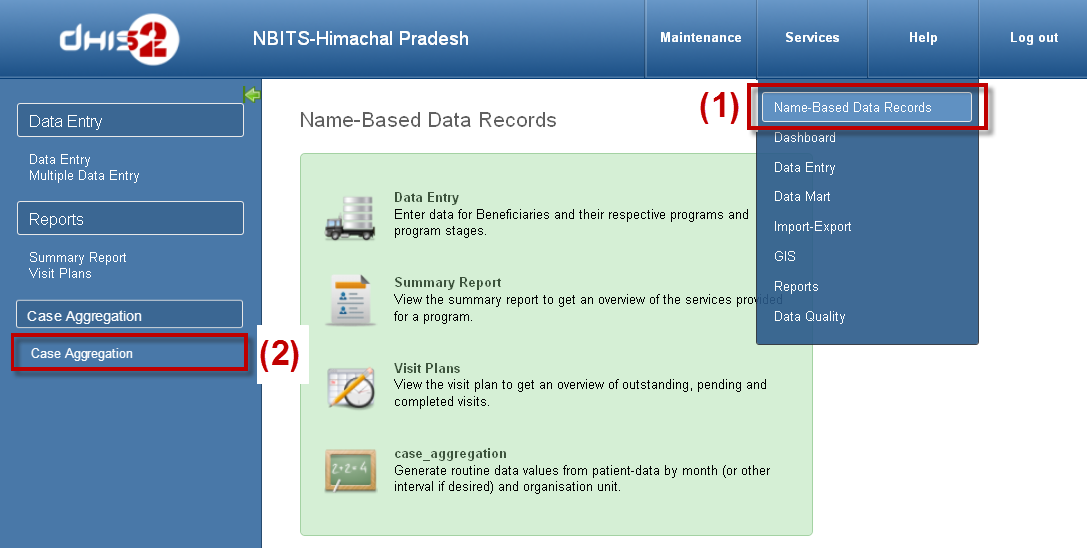 dHIS2
NBITS-Himachal Pradesh
Maintenance
Services
Help
Log out
(1)
Name-Based Data Records
Dashboard
Data Entry
Data Mart
Import-Export
GIS
Reports
Data Quality
Data Entry
Data Entry
Multiple Data Entry
Reports
Summary Report
Visit Plans
Case Aggregation
Case Aggregation
(2)
Name-Based Data Records
Data Entry
Enter data for Beneficiaries and their respective programs and
program stages.
Summary Report
View the summary report to get an overview of the services provided
for a program.
Visit Plans
View the visit plan to get an overview of outstanding, pending and
completed visits.
2+2=4
case_aggregation
Generate routine data values from patient-data by month (or other
interval if desired) and organisation unit.